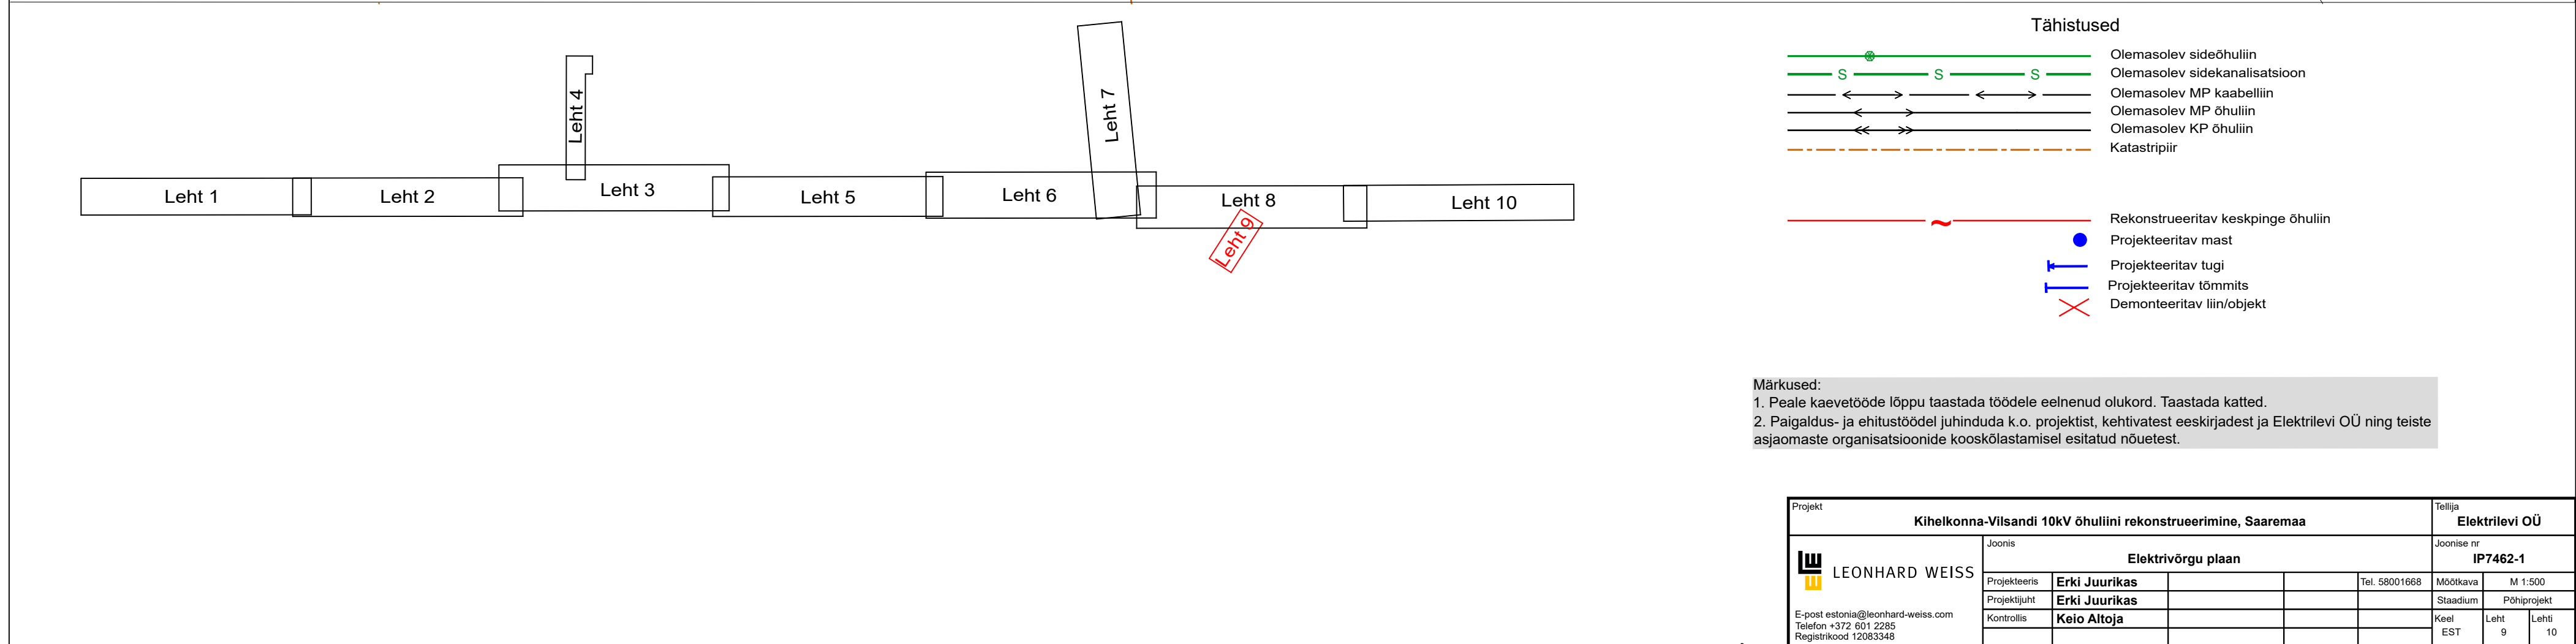 Leht 1
Leht 2
Leht 3
Leht 4
Leht 5
Leht 6
Leht 7
Leht 8
Leht 9
Leht 10
Tähistused
Olemasolev sideõhuliin
S S S Olemasolev sidekanalisatsioon
Olemasolev MP kaabelliin
Olemasolev MP õhuliin
Olemasolev KP õhuliin
Katastripiir
~ Rekonstrueeritav keskpinge õhuliin
Projekteeritav mast
Projekteeritav tugi
Projekteeritav tõmmits
Demonteeritav liin/objekt
Märkused:
1. Peale kaevetööde lõppu taastada töödele eelnenud olukord. Taastada katted.
2. Paigaldus- ja ehitustöödel juhinduda k.o. projektist, kehtivatest eeskirjadest ja Elektrilevi OÜ ning teiste
asjaomaste organisatsioonide kooskõlastamisel esitatud nõuetest.
Projekt
Kihelkonna-Vilsandi 10kV õhuliini rekonstrueerimine, Saaremaa
Tellija
Elektrilevi OÜ
LEONHARD WEISS
E-post estonia@leonhard-weiss.com
Telefon +372 601 2285
Registrikood 12083348
Joonis
Elektrivõrgu plaan
Joonise nr
IP7462-1
Projekteeris Erki Juurikas Tel. 58001668 Mõõtkava M 1:500
Projektijuht Erki Juurikas Staadium Põhiprojekt
Kontrollis Keio Altoja Keel Leht Lehti
EST 9 10